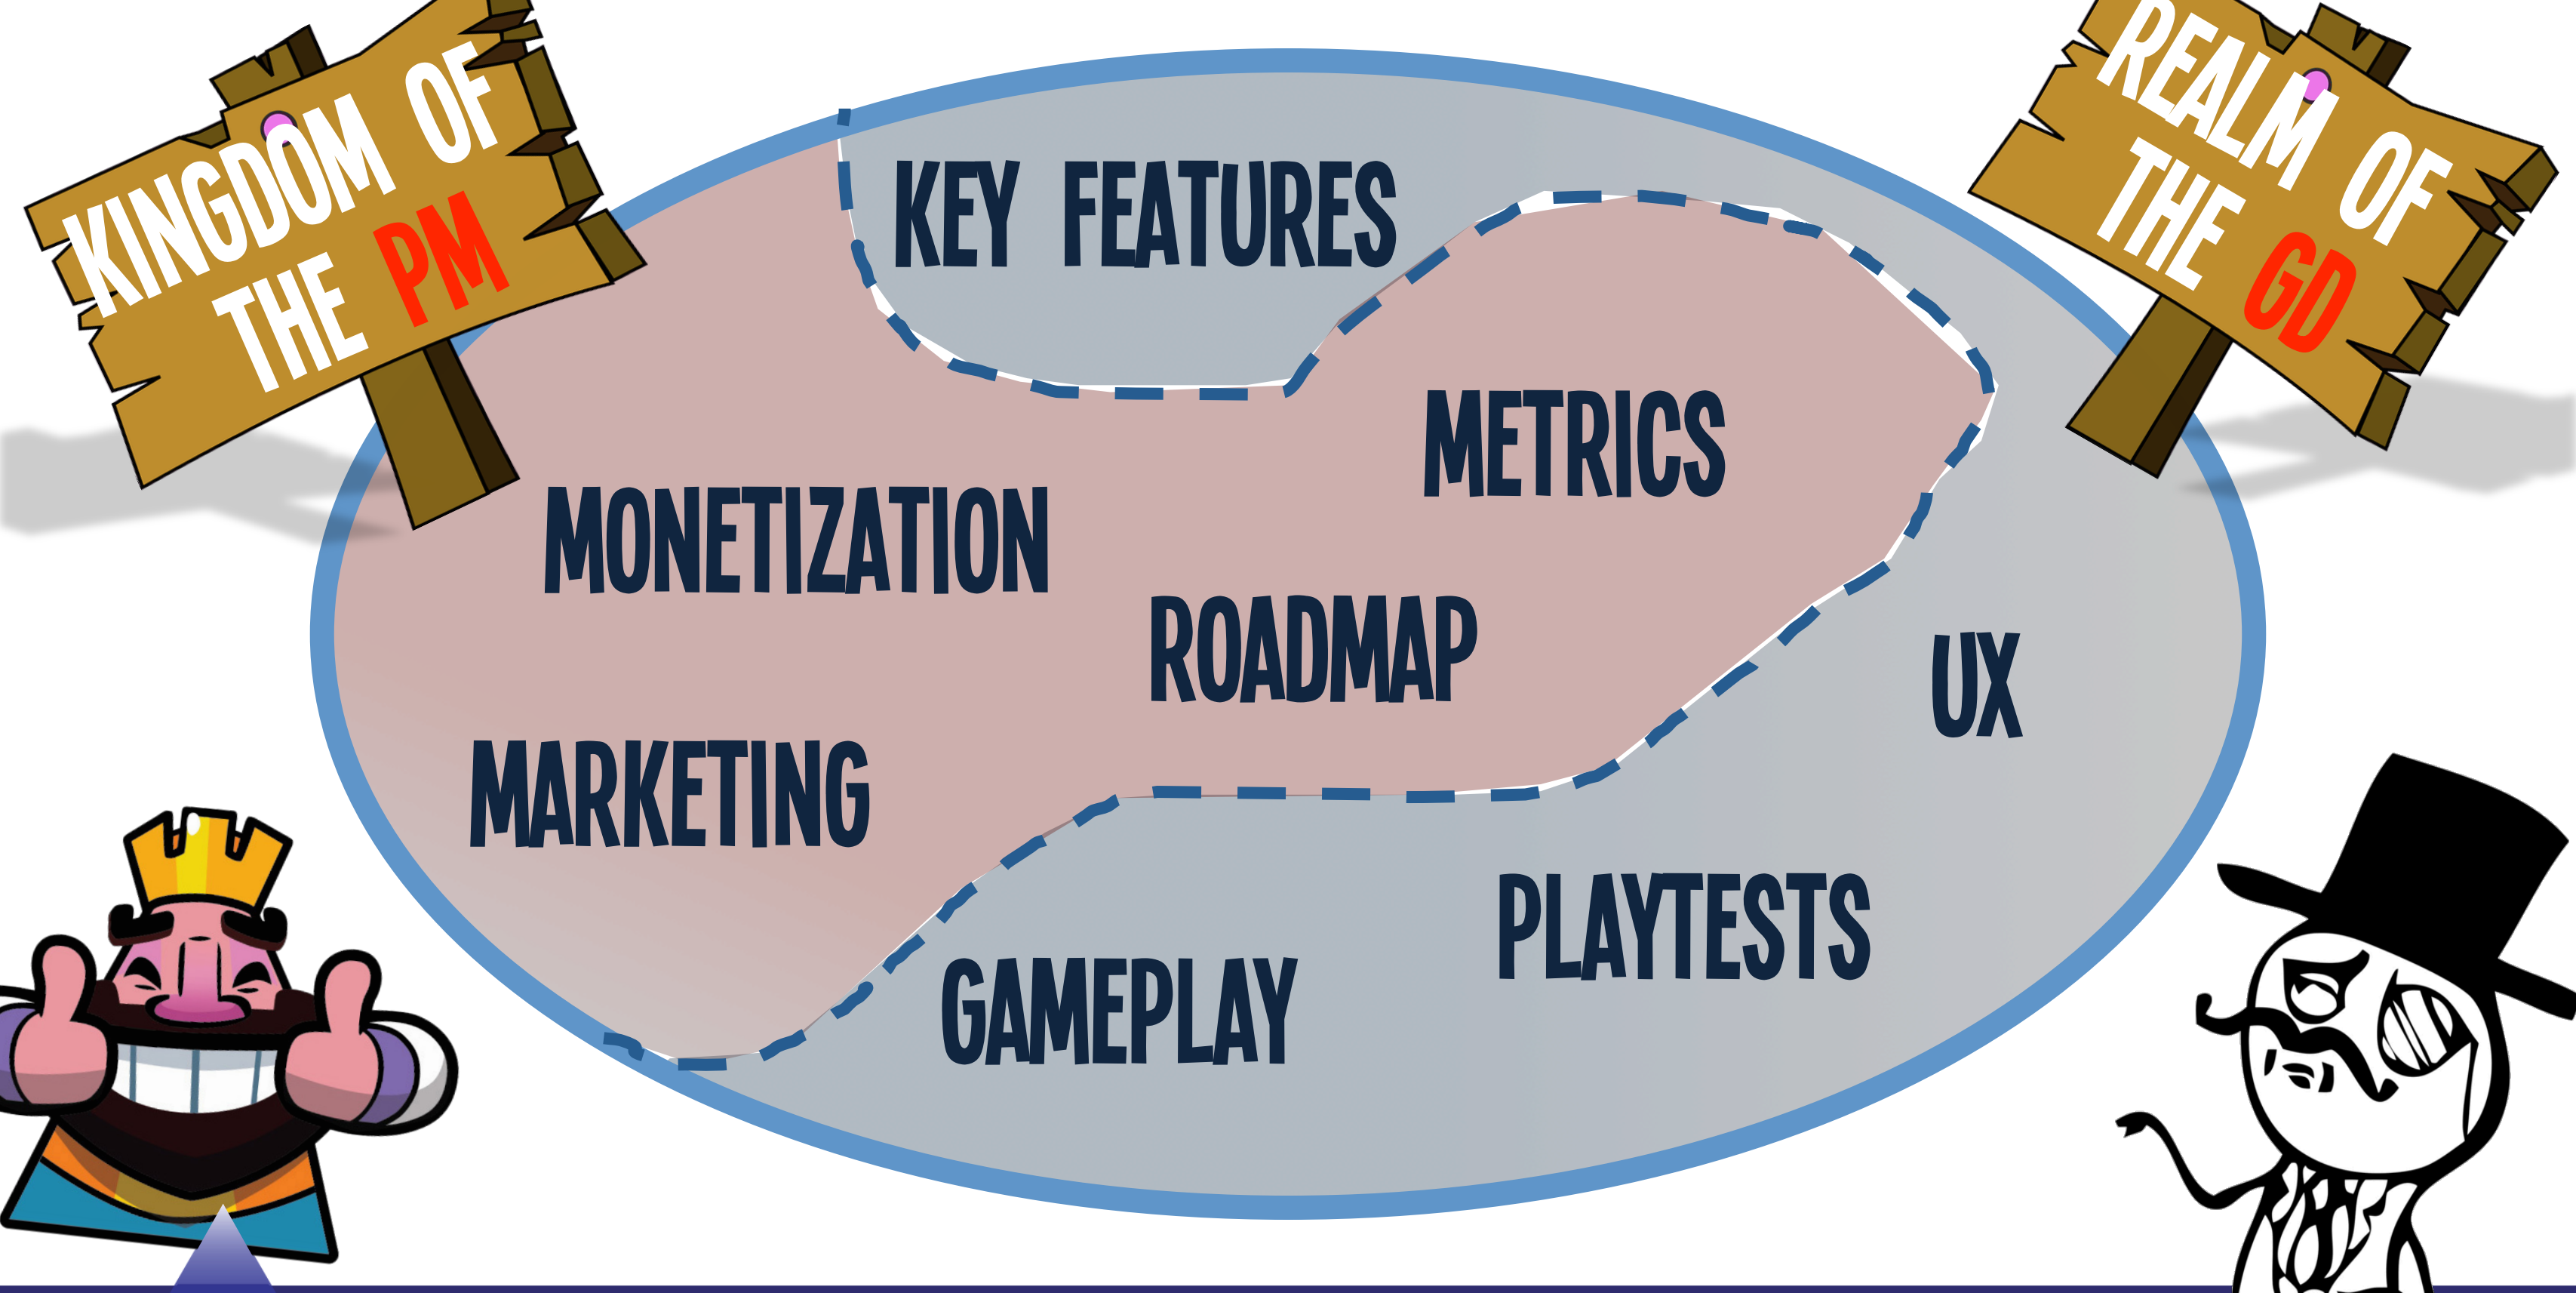 KINGDOM OF
THE PM
REALM OF
THE GD
KEY FEATURES
METRICS
MONETIZATION
ROADMAP
UX
MARKETING
PLAYTESTS
GAMEPLAY